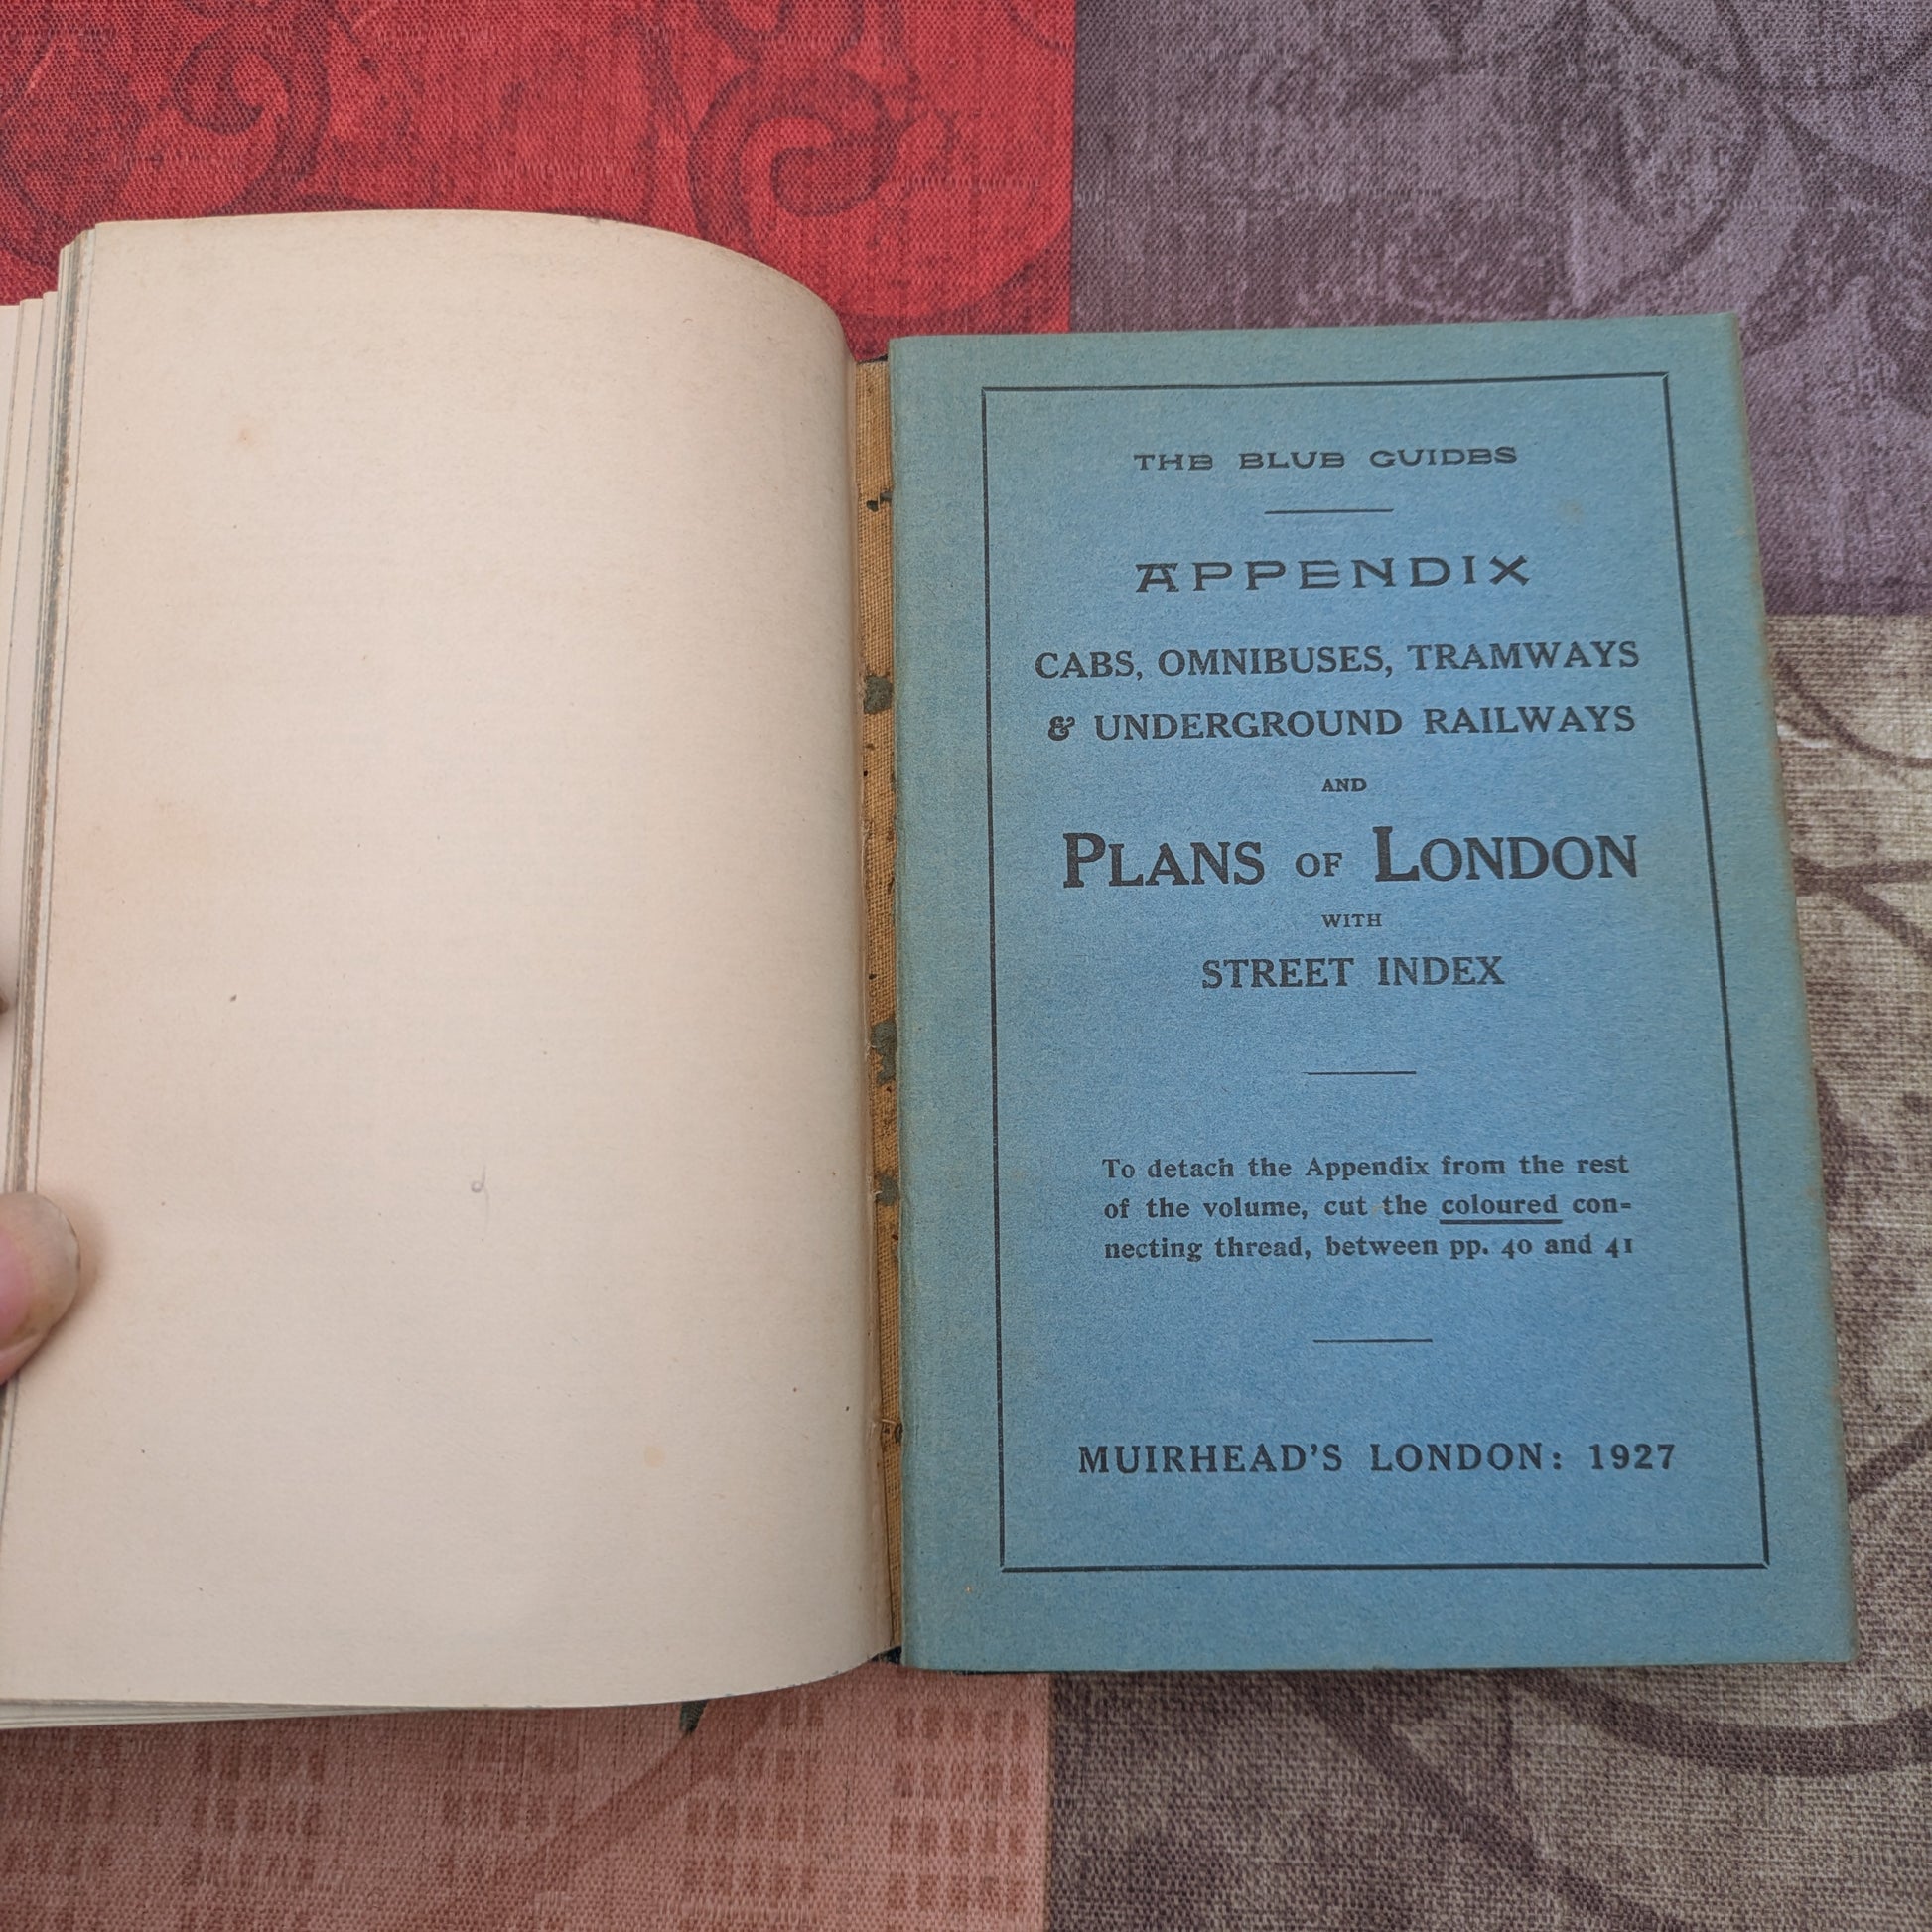 THE BLUE GUIDES
APPENDIX
CABS, OMNIBUSES, TRAMWAYS
& UNDERGROUND RAILWAYS
AND
PLANS OF LONDON
WITH
STREET INDEX
To detach the Appendix from the rest
of the volume, cut the coloured con-
necting thread, between pp. 40 and 41
MUIRHEAD'S LONDON: 1927